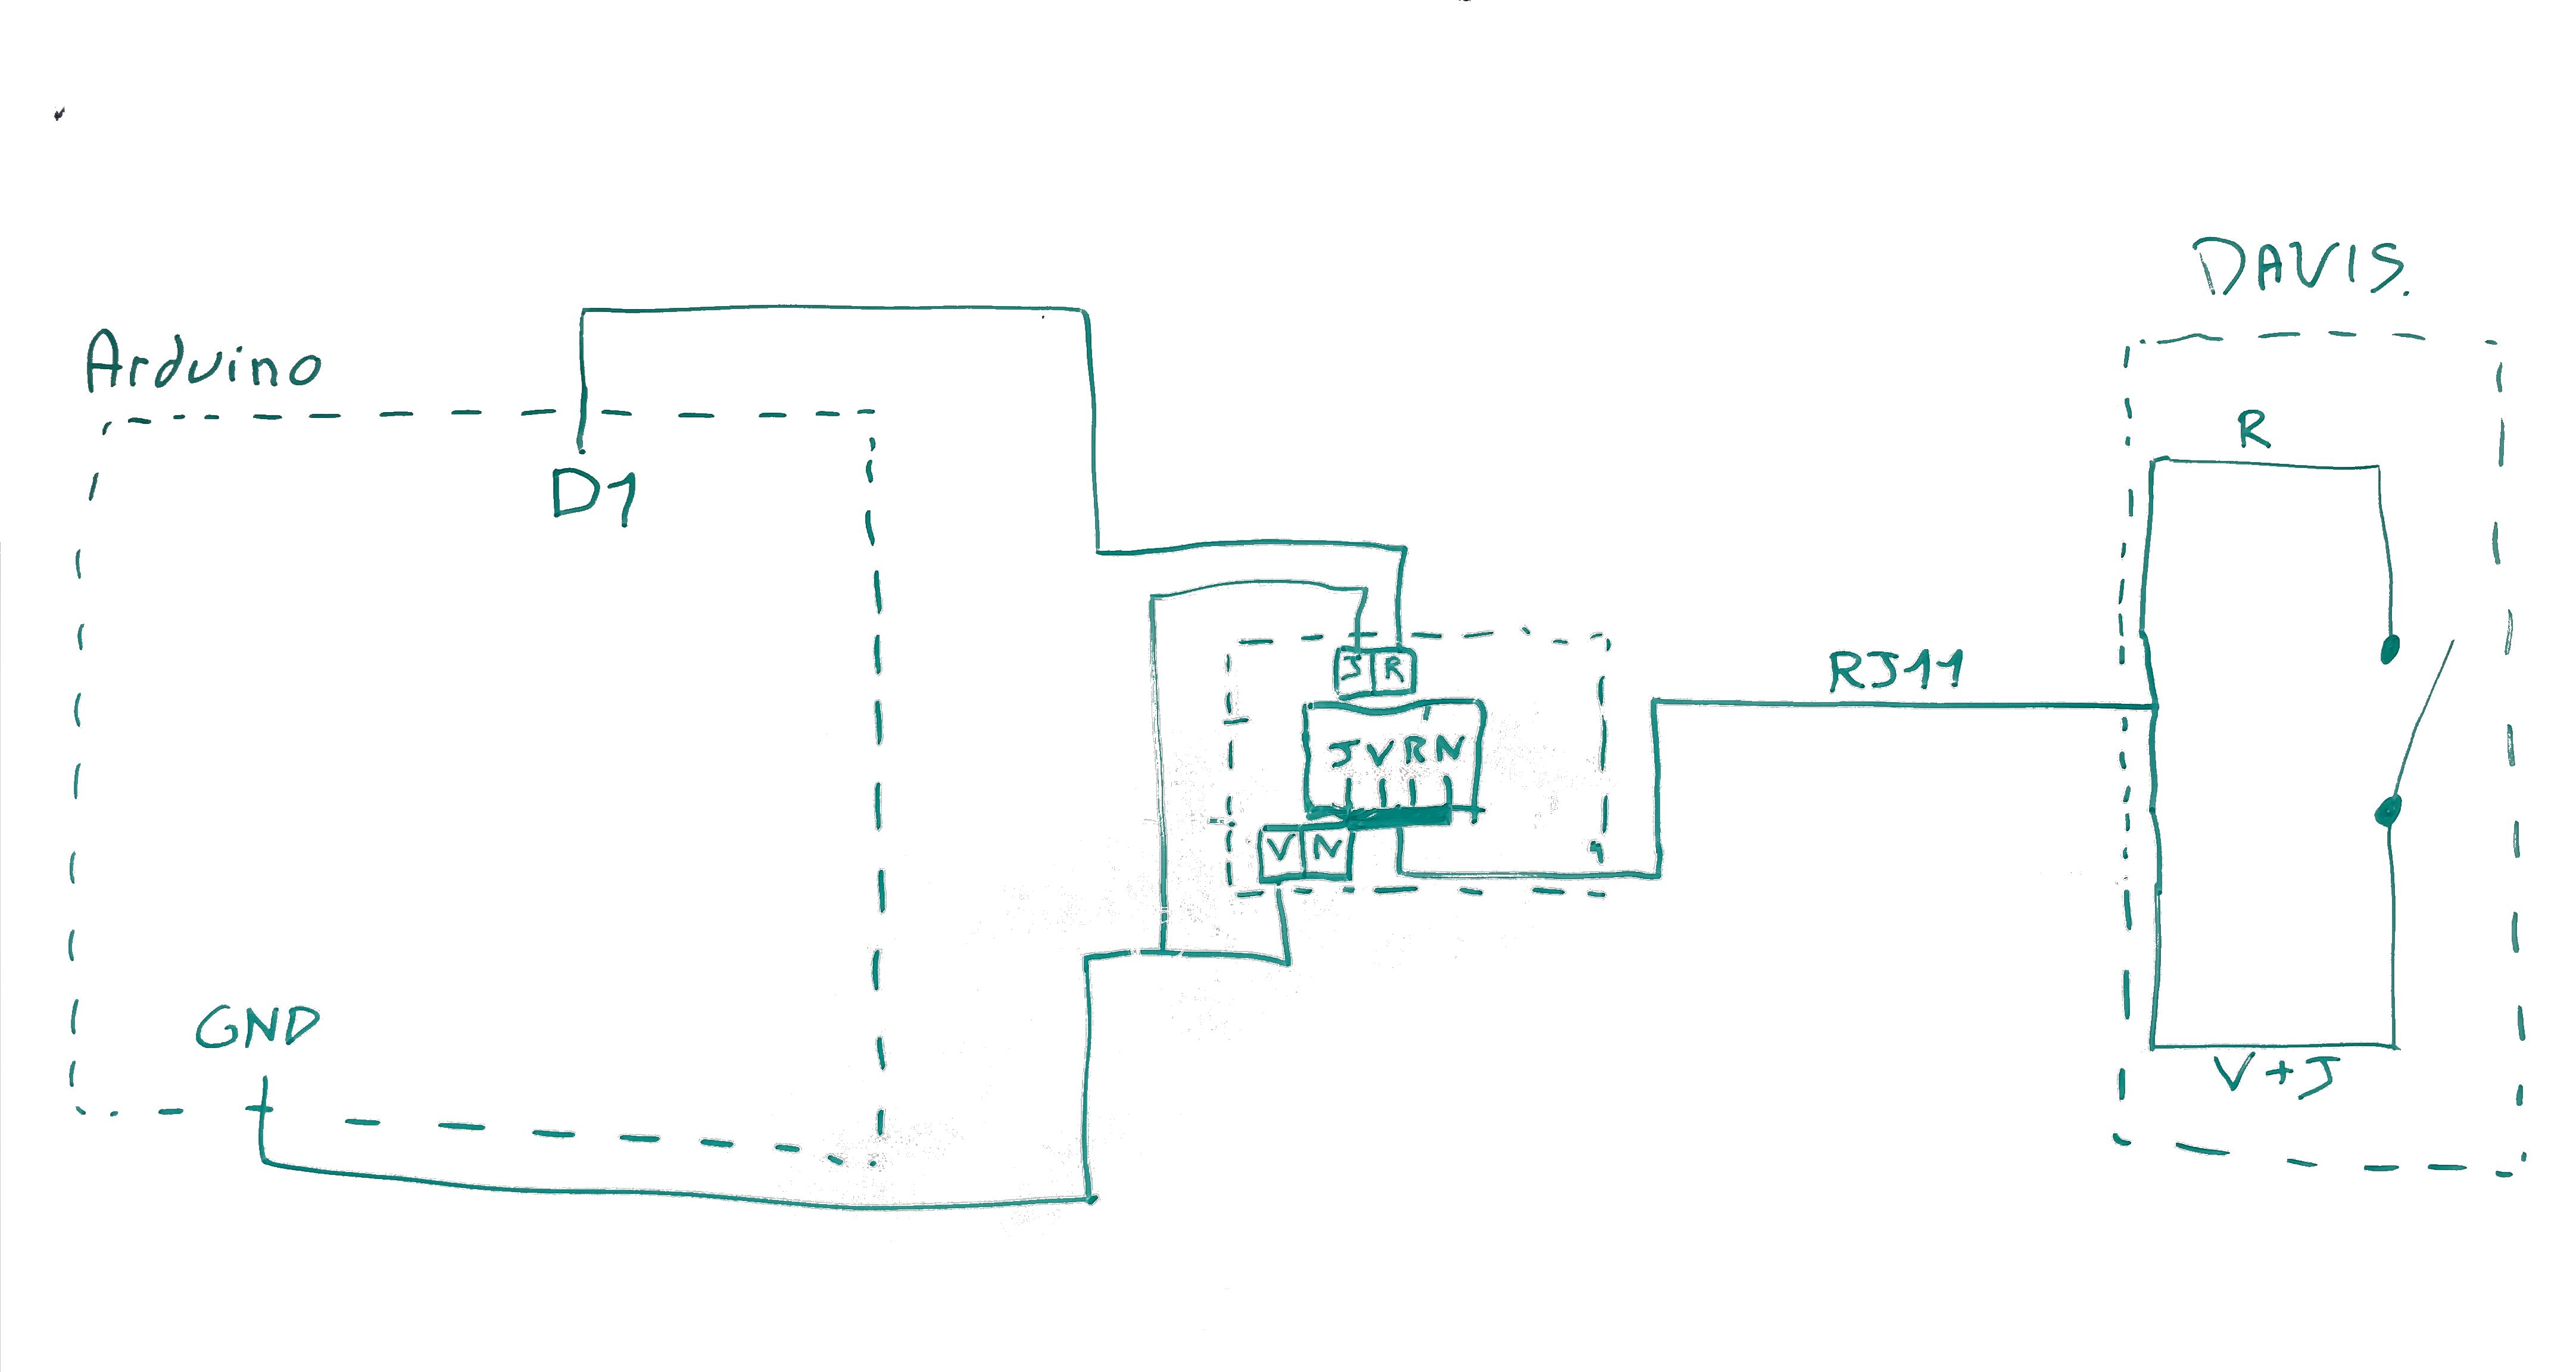 DAVIS.
Arduino
R
D1
J R
RJ11
J V R N
V N
GND
V+J